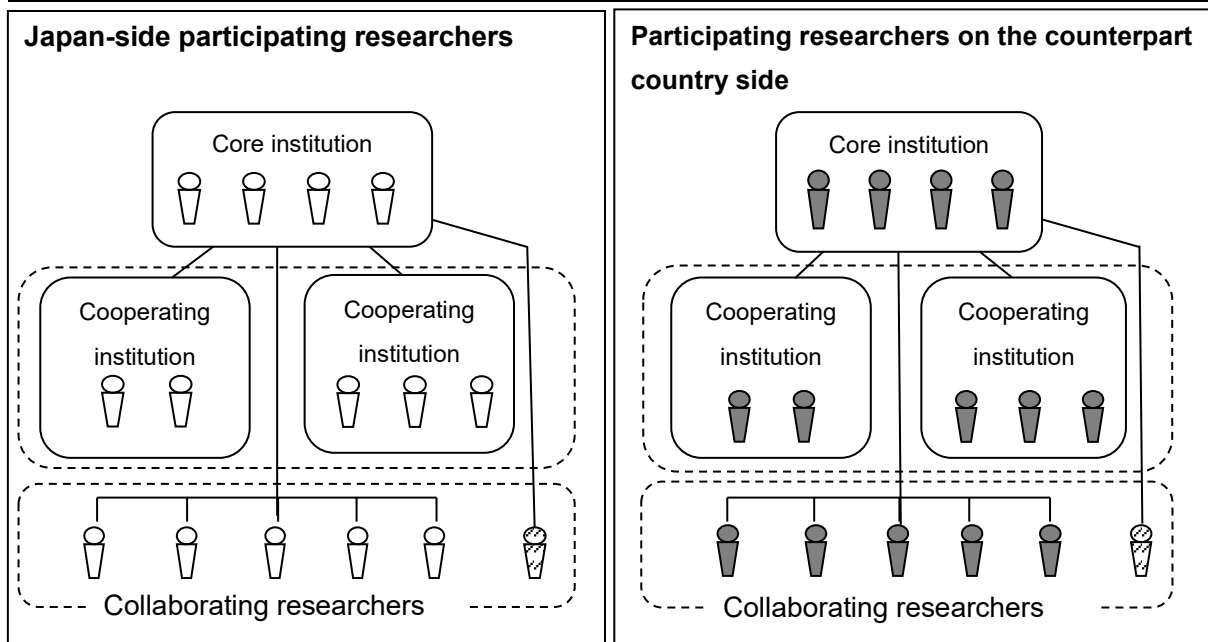 Japan-side participating researchers
Core institution
Cooperating
institution
Cooperating
institution
Collaborating researchers
Participating researchers on the counterpart
country side
Core institution
Cooperating
institution
Cooperating
institution
Collaborating researchers